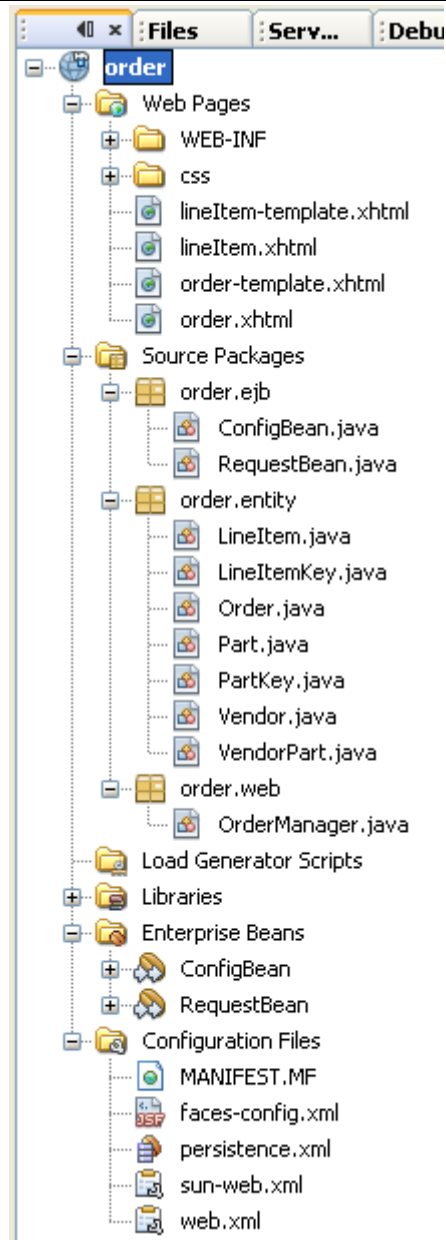 Files Serv... Debu
order
Web Pages
WEB-INF
css
lineItem-template.xhtml
lineItem.xhtml
order-template.xhtml
order.xhtml
Source Packages
order.ejb
ConfigBean.java
RequestBean.java
order.entity
LineItem.java
LineItemKey.java
Order.java
Part.java
PartKey.java
Vendor.java
VendorPart.java
order.web
OrderManager.java
Load Generator Scripts
Libraries
Enterprise Beans
ConfigBean
RequestBean
Configuration Files
MANIFEST.MF
faces-config.xml
persistence.xml
sun-web.xml
web.xml